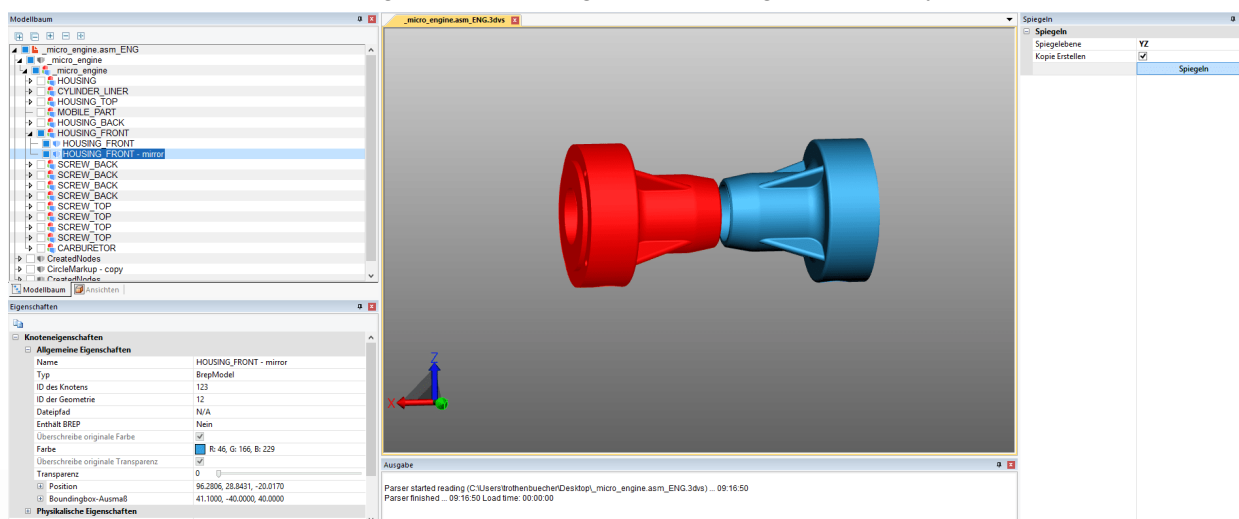 Modellbaum
_micro_engine.asm_ENG
_micro_engine
_micro_engine
HOUSING
CYLINDER_LINER
HOUSING_TOP
MOBILE_PART
HOUSING_BACK
HOUSING_FRONT
HOUSING_FRONT
HOUSING_FRONT - mirror
SCREW_BACK
SCREW_BACK
SCREW_BACK
SCREW_BACK
SCREW_TOP
SCREW_TOP
SCREW_TOP
SCREW_TOP
CARBURETOR
CreatedNodes
CircleMarkup - copy
CreatedNodes
Modellbaum Ansichten
Eigenschaften
Knoteneigenschaften
Allgemeine Eigenschaften
Name HOUSING_FRONT - mirror
Typ BrepModel
ID des Knotens 123
ID der Geometrie 12
Dateipfad N/A
Enthält BREP Nein
Überschreibe originale Farbe
Farbe R: 46, G: 166, B: 229
Überschreibe originale Transparenz
Transparenz 0
Position 96.2806, 28.8431, -20.0170
Boundingbox-Ausmaß 41.1000, -40.0000, 40.0000
Physikalische Eigenschaften
_micro_engine.asm_ENG.3dvs
Z
X
Ausgabe
Parser started reading (C:\Users\trothenbuecher\Desktop\_micro_engine.asm_ENG.3dvs) ... 09:16:50
Parser finished ... 09:16:50 Load time: 00:00:00
Spiegeln
Spiegeln
Spiegelebene YZ
Kopie Erstellen
Spiegeln